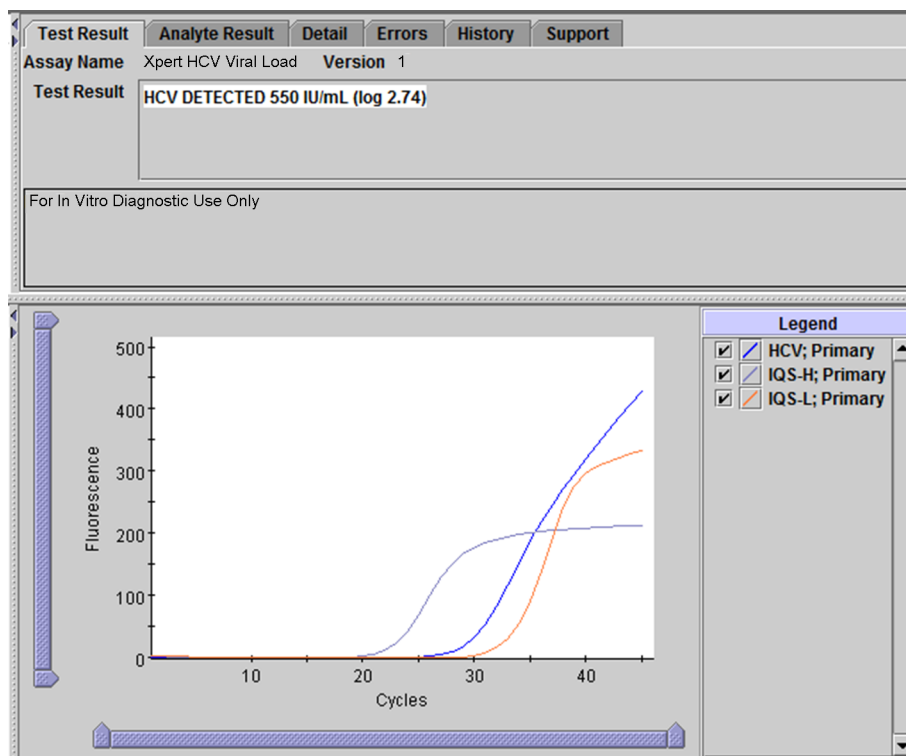 Test Result Analyte Result Detail Errors History Support
Assay Name Xpert HCV Viral Load Version 1
Test Result HCV DETECTED 550 IU/mL (log 2.74)
For In Vitro Diagnostic Use Only
Legend
HCV; Primary
IQS-H; Primary
IQS-L; Primary
500
400
300
200
100
0
Fluorescence
10 20 30 40
Cycles